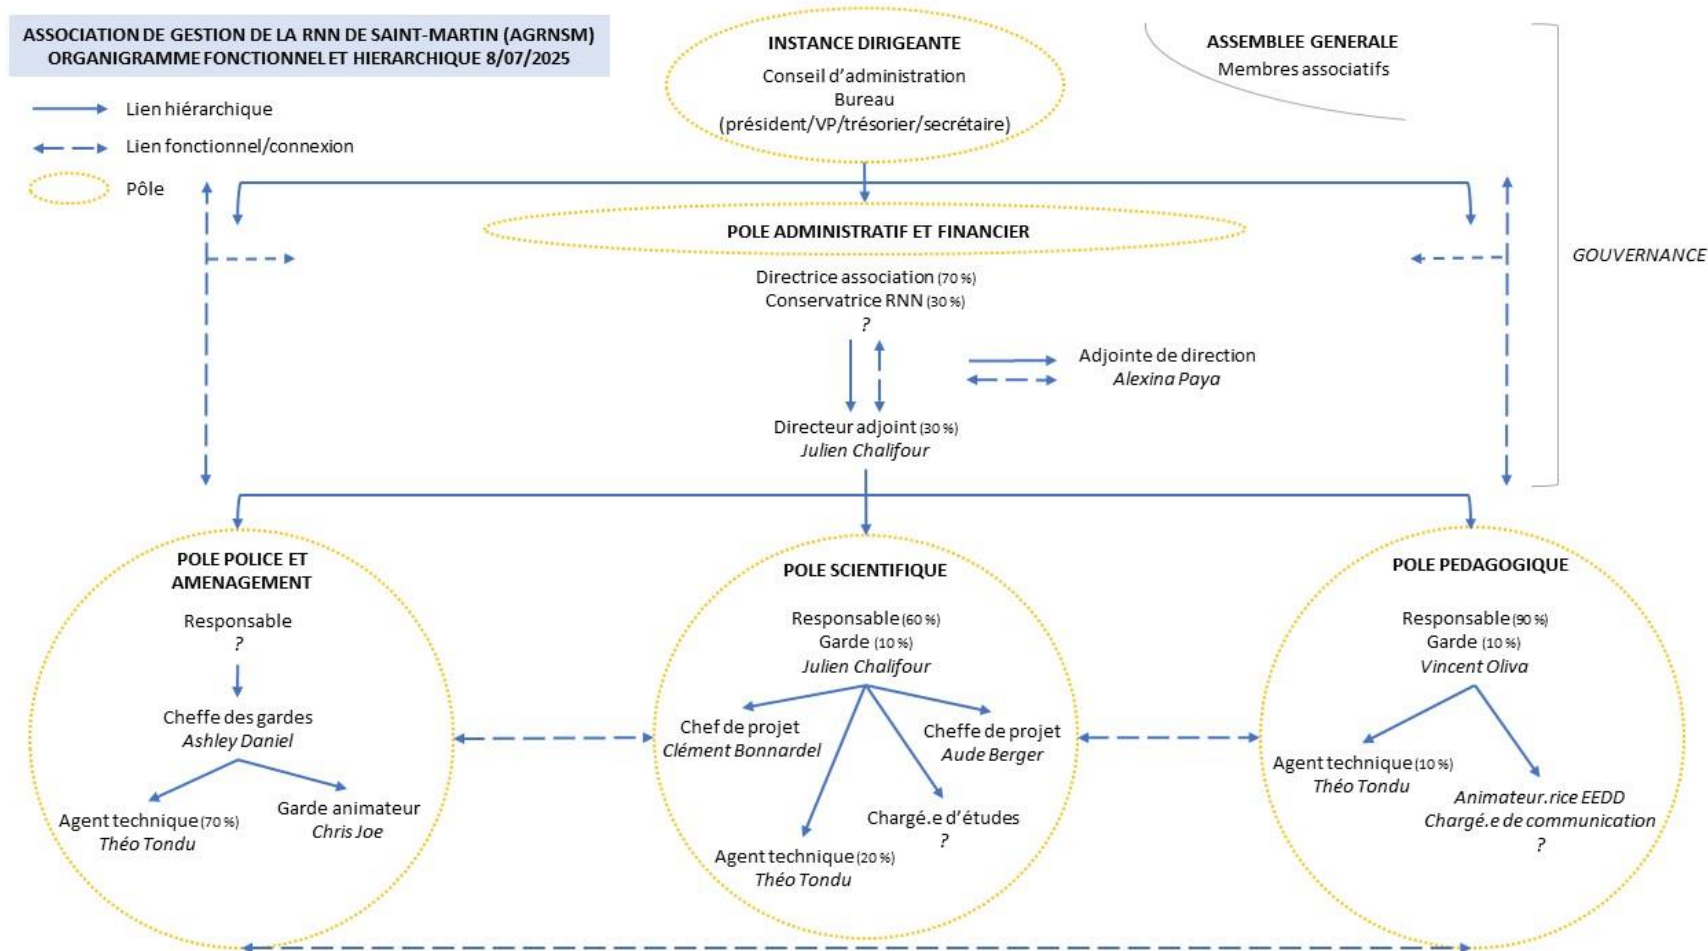 ASSOCIATION DE GESTION DE LA RNN DE SAINT-MARTIN (AGRNSM)
ORGANIGRAMME FONCTIONNEL ET HIERARCHIQUE 8/07/2025
Lien hiérarchique
Lien fonctionnel/connexion
Pôle
INSTANCE DIRIGEANTE
Conseil d’administration
Bureau
(président/VP/trésorier/secrétaire)
ASSEMBLEE GENERALE
Membres associatifs
GOUVERNANCE
POLE ADMINISTRATIF ET FINANCIER
Directrice association (70 %)
Conservatrice RNN (30 %)
?
Adjointe de direction
Alexina Paya
Directeur adjoint (30 %)
Julien Chalifour
POLE POLICE ET
AMENAGEMENT
Responsable
?
Cheffe des gardes
Ashley Daniel
Agent technique (70 %)
Théo Tondu
Garde animateur
Chris Joe
POLE SCIENTIFIQUE
Responsable (60 %)
Garde (10 %)
Julien Chalifour
Chef de projet
Clément Bonnardel
Cheffe de projet
Aude Berger
Chargé.e d’études
?
Agent technique (20 %)
Théo Tondu
POLE PEDAGOGIQUE
Responsable (90 %)
Garde (10 %)
Vincent Oliva
Agent technique (10 %)
Théo Tondu
Animateur.rice EEDD
Chargé.e de communication
?